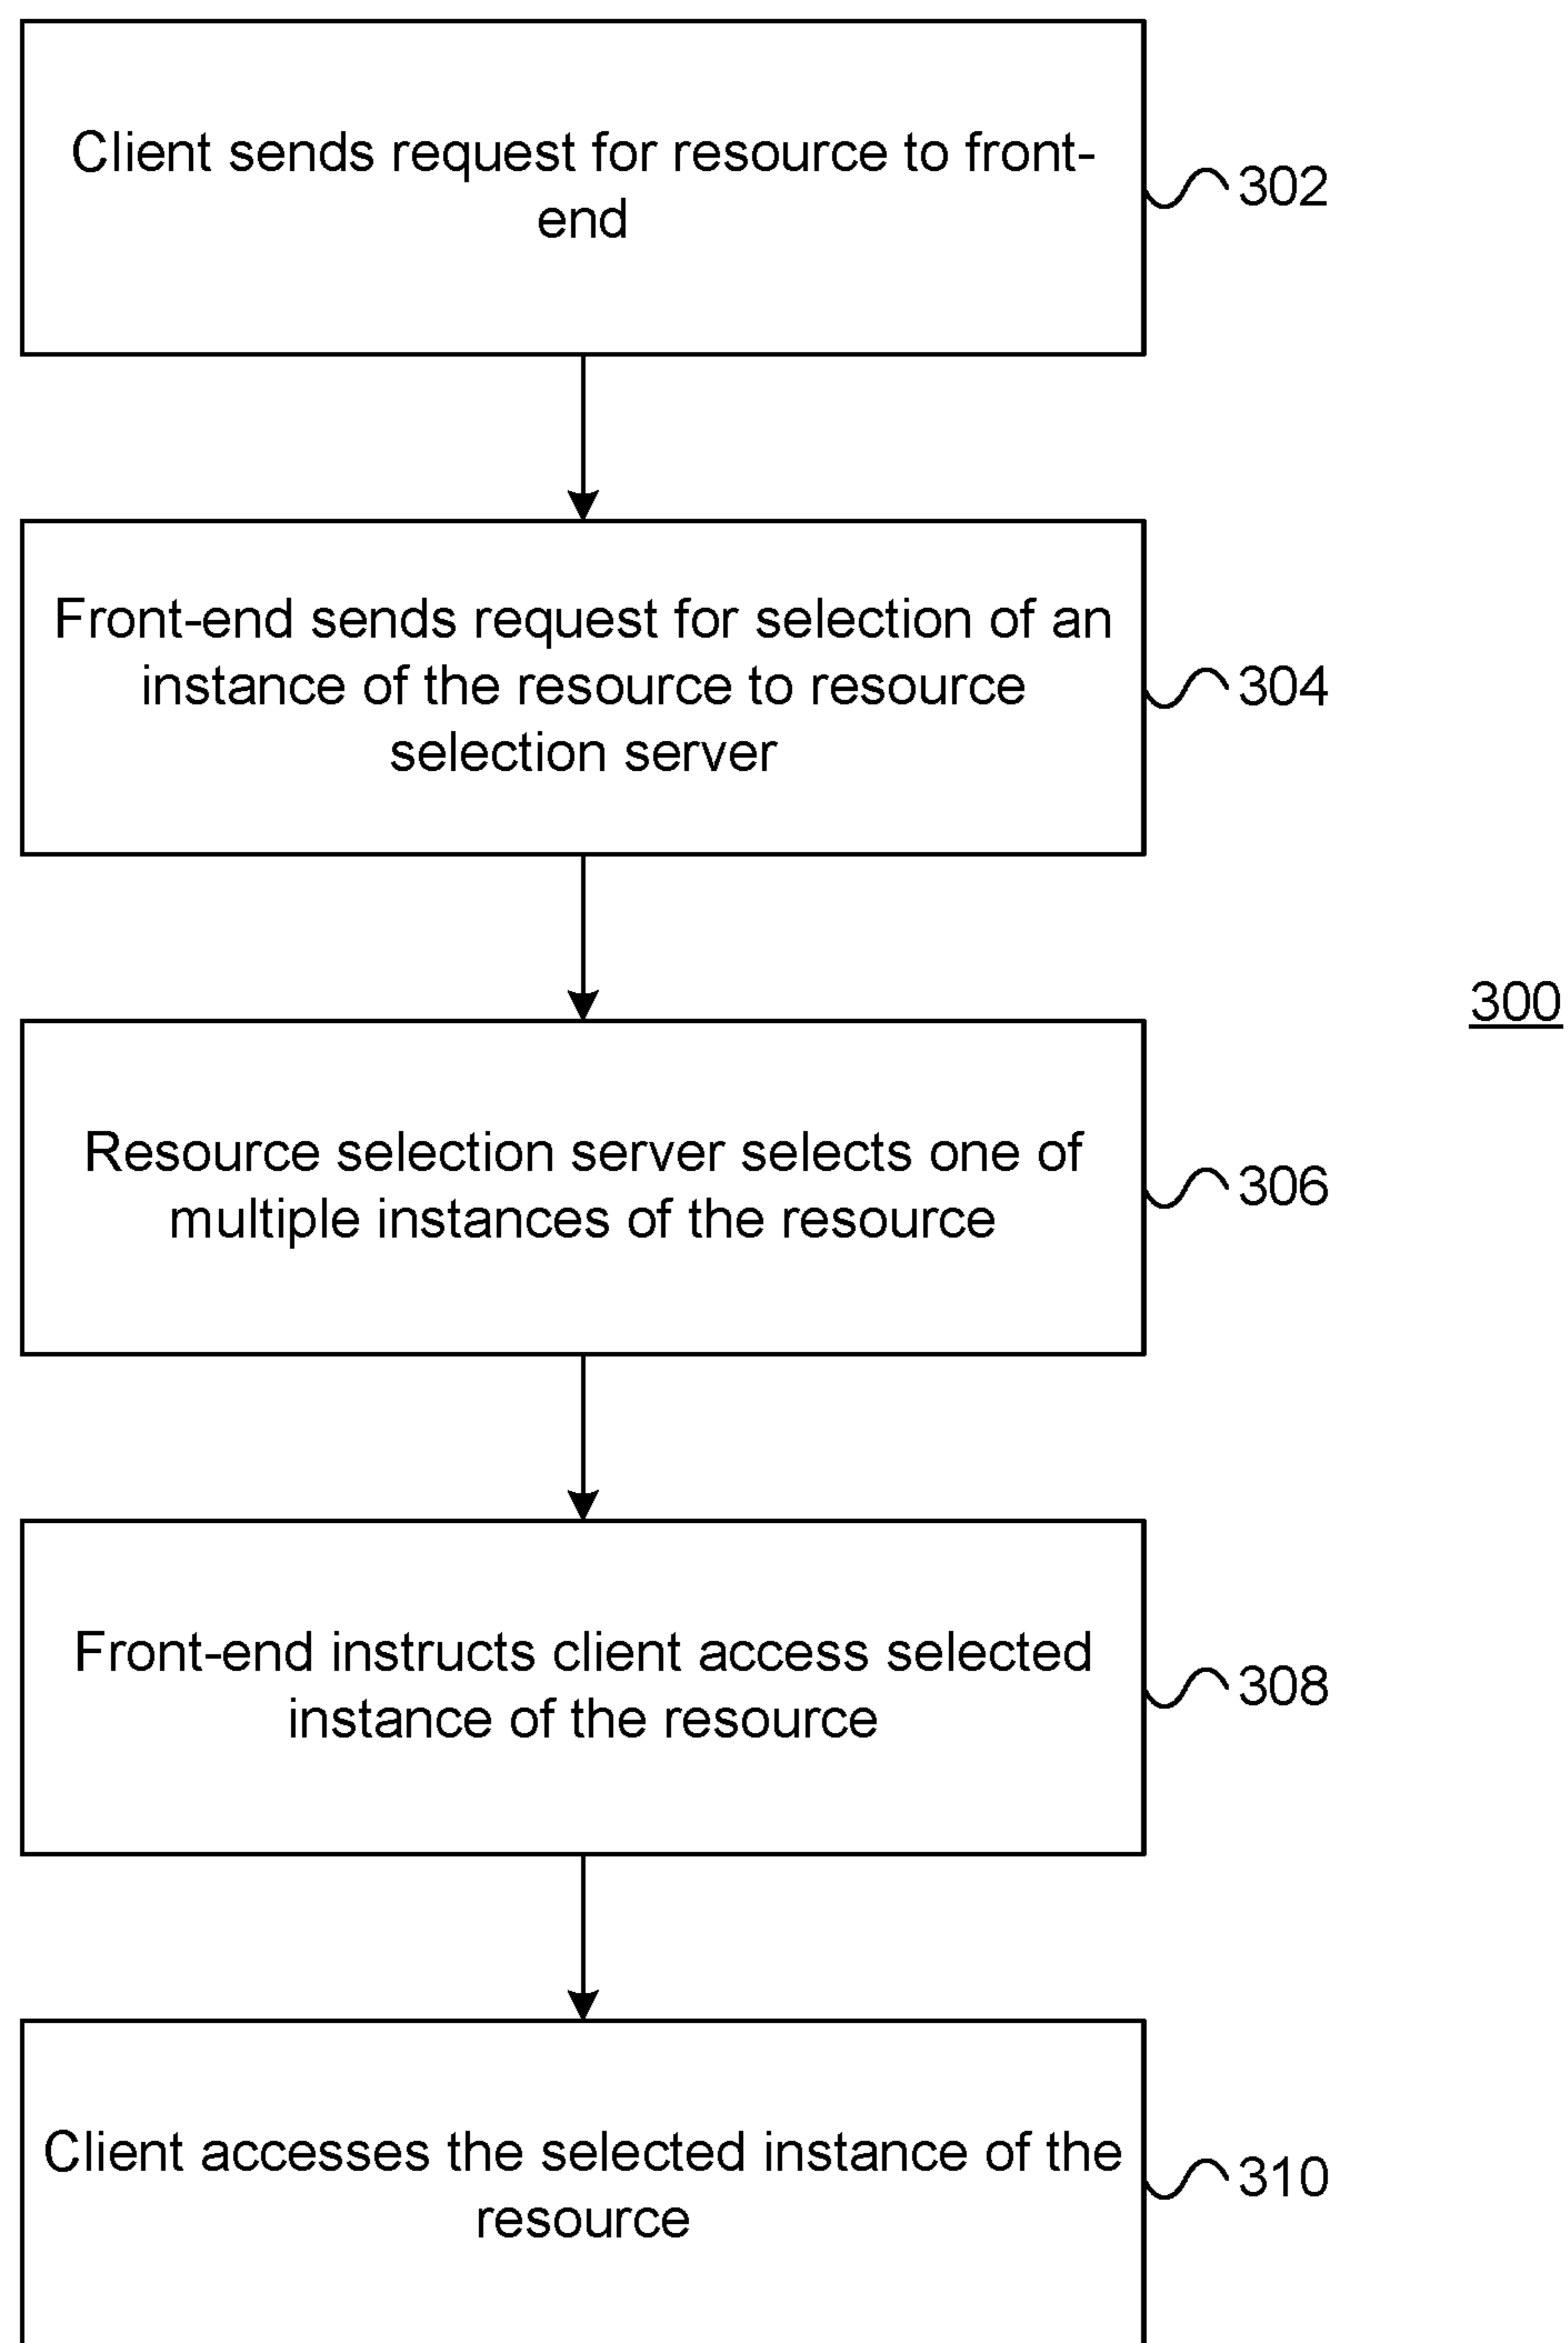 Client sends request for resource to front-
end
302
Front-end sends request for selection of an
instance of the resource to resource
selection server
304
300
Resource selection server selects one of
multiple instances of the resource
306
Front-end instructs client access selected
instance of the resource
308
Client accesses the selected instance of the
resource
310